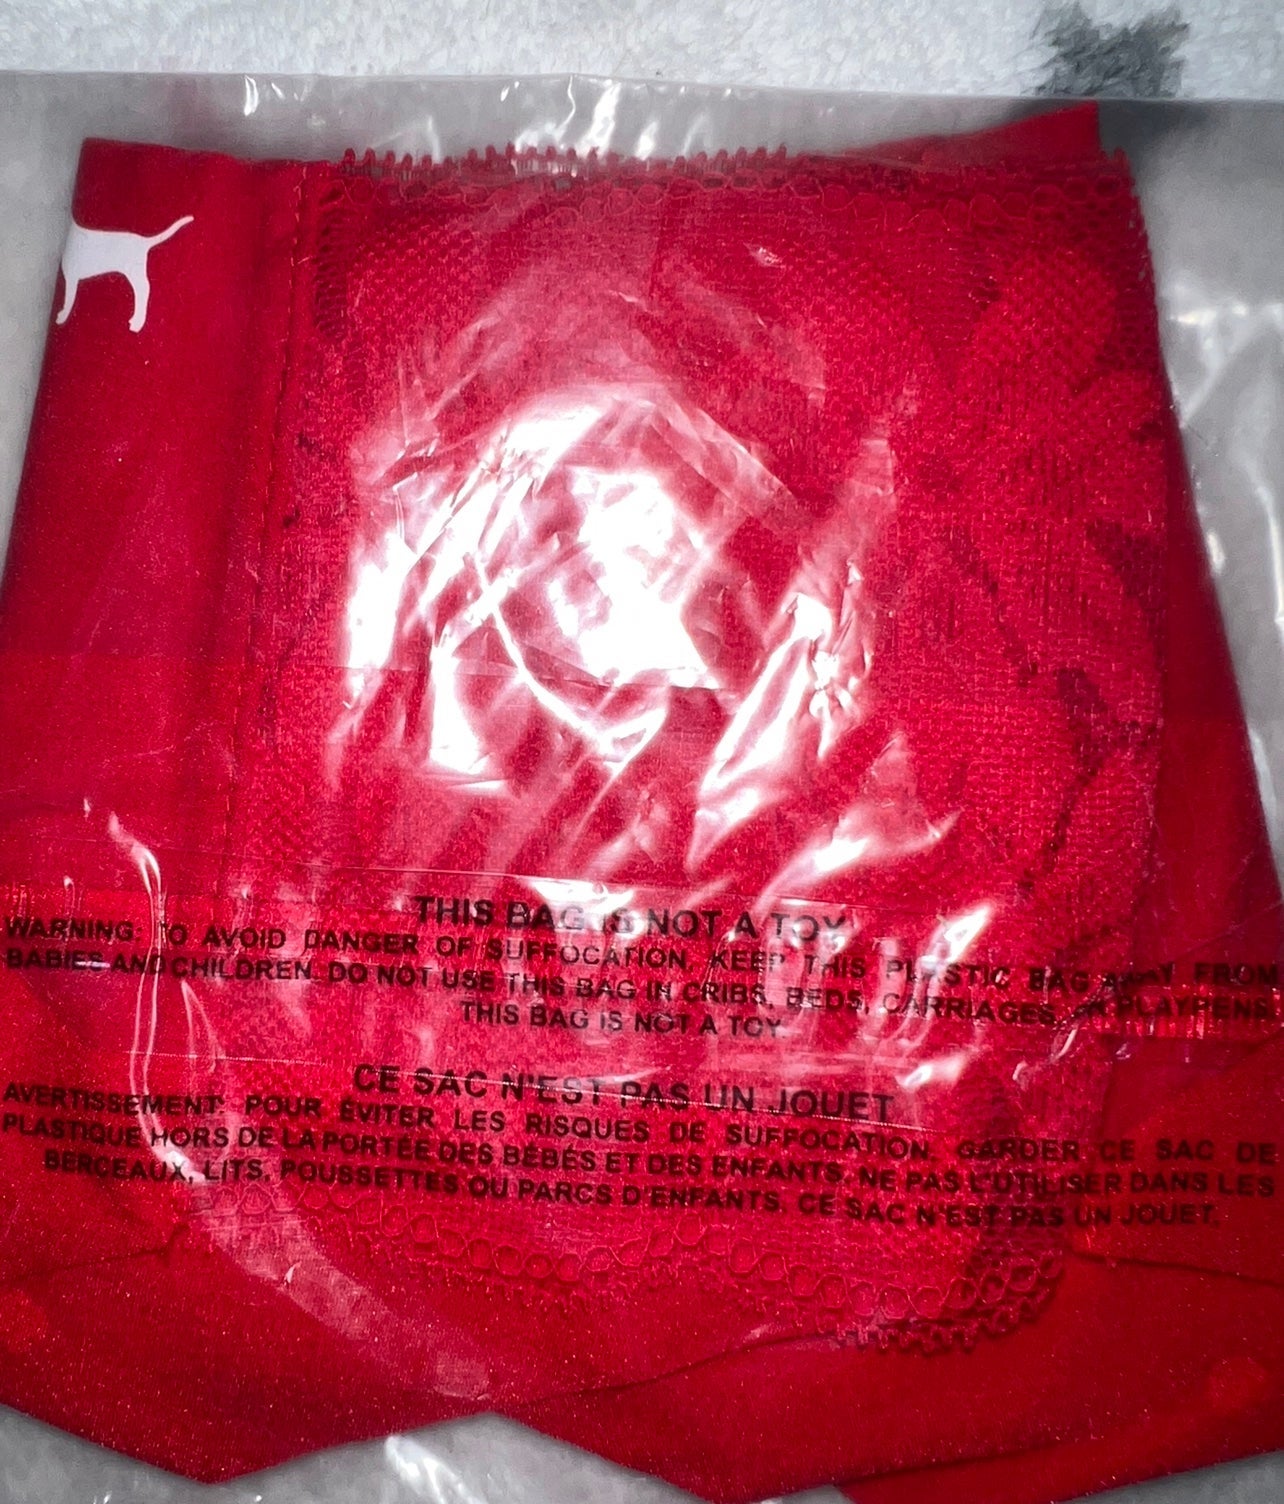 THIS BAG IS NOT A TOY
WARNING: TO AVOID DANGER OF SUFFOCATION, KEEP THIS PLASTIC BAG AWAY FROM
BABIES AND CHILDREN. DO NOT USE THIS BAG IN CRIBS, BEDS, CARRIAGES, OR PLAYPENS.
THIS BAG IS NOT A TOY.
CE SAC N'EST PAS UN JOUET
AVERTISSEMENT: POUR ÉVITER LES RISQUES DE SUFFOCATION, GARDER CE SAC DE
PLASTIQUE HORS DE LA PORTÉE DES BÉBÉS ET DES ENFANTS. NE PAS L'UTILISER DANS LES
BERCEAUX, LITS, POUSSETTES OU PARCS D'ENFANTS. CE SAC N'EST PAS UN JOUET.